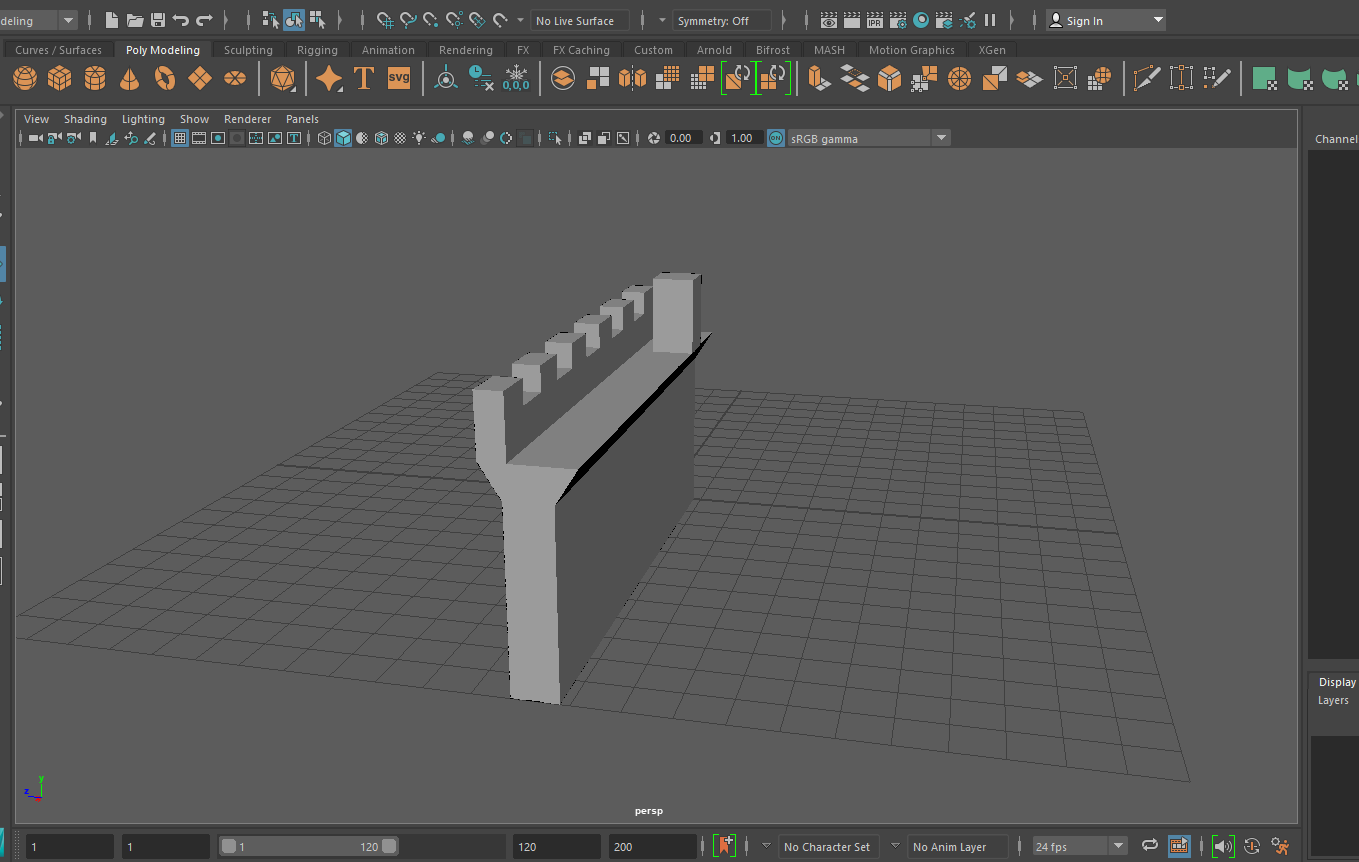 deling No Live Surface Symmetry: Off Sign In
Curves / Surfaces Poly Modeling Sculpting Rigging Animation Rendering FX FX Caching Custom Arnold Bifrost MASH Motion Graphics XGen
T SVG 0,0,0
View Shading Lighting Show Renderer Panels
T 0.00 1.00 ON sRGB gamma
Channel
Display
Layers
y
z
persp
1 1 1 120 120 200 No Character Set No Anim Layer 24 fps